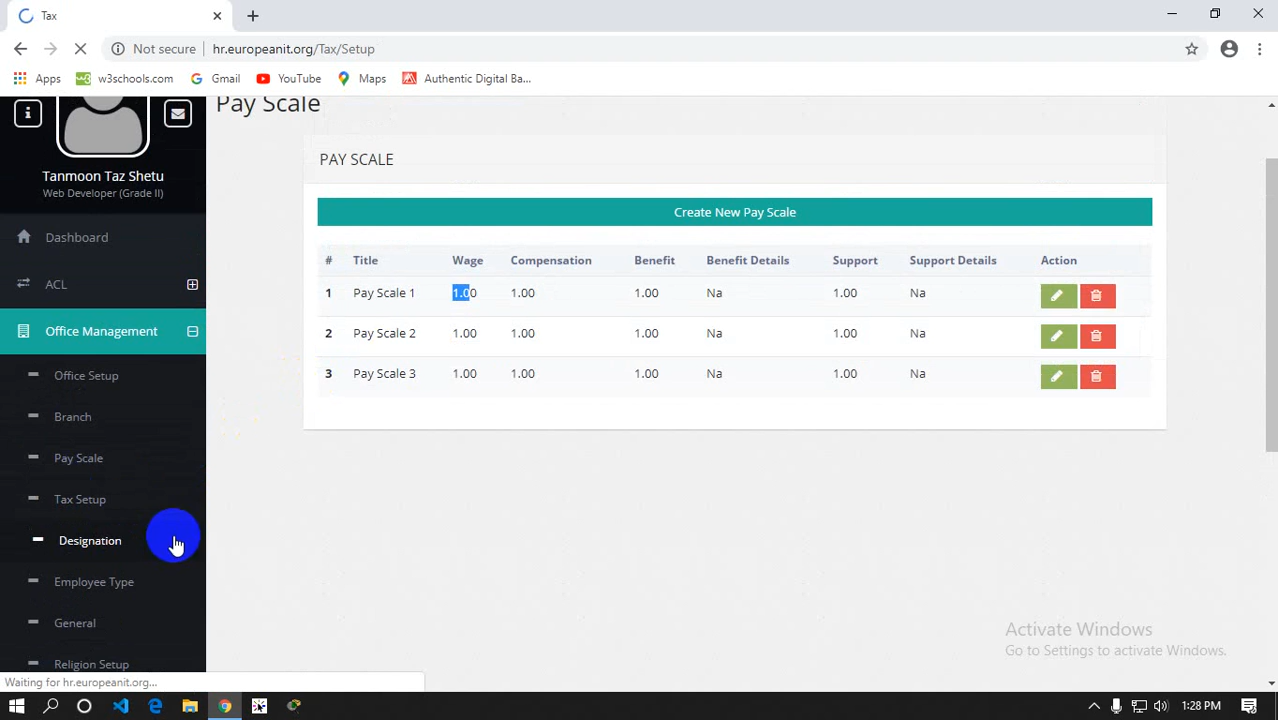 Tax
Not secure
hr.europeanit.org/Tax/Setup
Apps
w3schools.com
Gmail
YouTube
Maps
Authentic Digital Ba...
Tanmoon Taz Shetu
Web Developer (Grade II)
Dashboard
ACL
Office Management
Office Setup
Branch
Pay Scale
Tax Setup
Designation
Employee Type
General
Religion Setup
Pay Scale
PAY SCALE
Create New Pay Scale
# Title Wage Compensation Benefit Benefit Details Support Support Details Action
1 Pay Scale 1 1.00 1.00 1.00 Na 1.00 Na
2 Pay Scale 2 1.00 1.00 1.00 Na 1.00 Na
3 Pay Scale 3 1.00 1.00 1.00 Na 1.00 Na
Activate Windows
Go to Settings to activate Windows.
Waiting for hr.europeanit.org...
1:28 PM